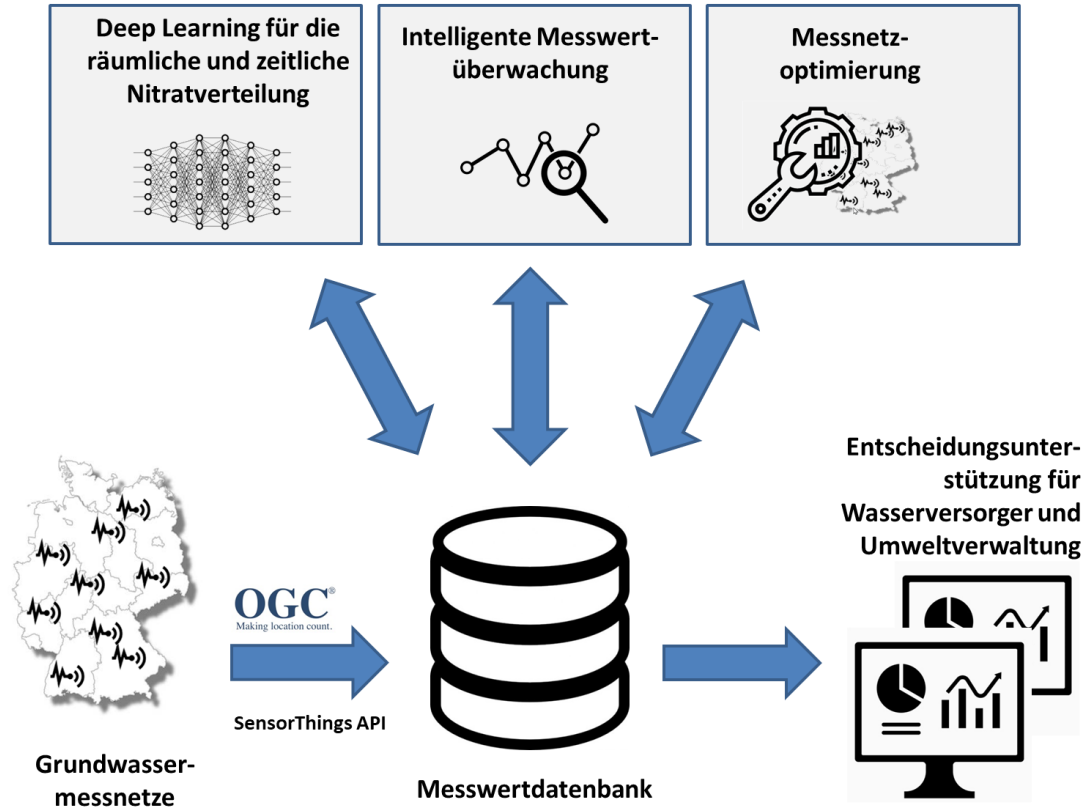 Deep Learning für die
räumliche und zeitliche
Nitratverteilung
Intelligente Messwert-
überwachung
Messnetz-
optimierung
Entscheidungsunter-
stützung für
Wasserversorger und
Umweltverwaltung
OGC®
Making location count.
SensorThings API
Grundwasser-
messnetze
Messwertdatenbank